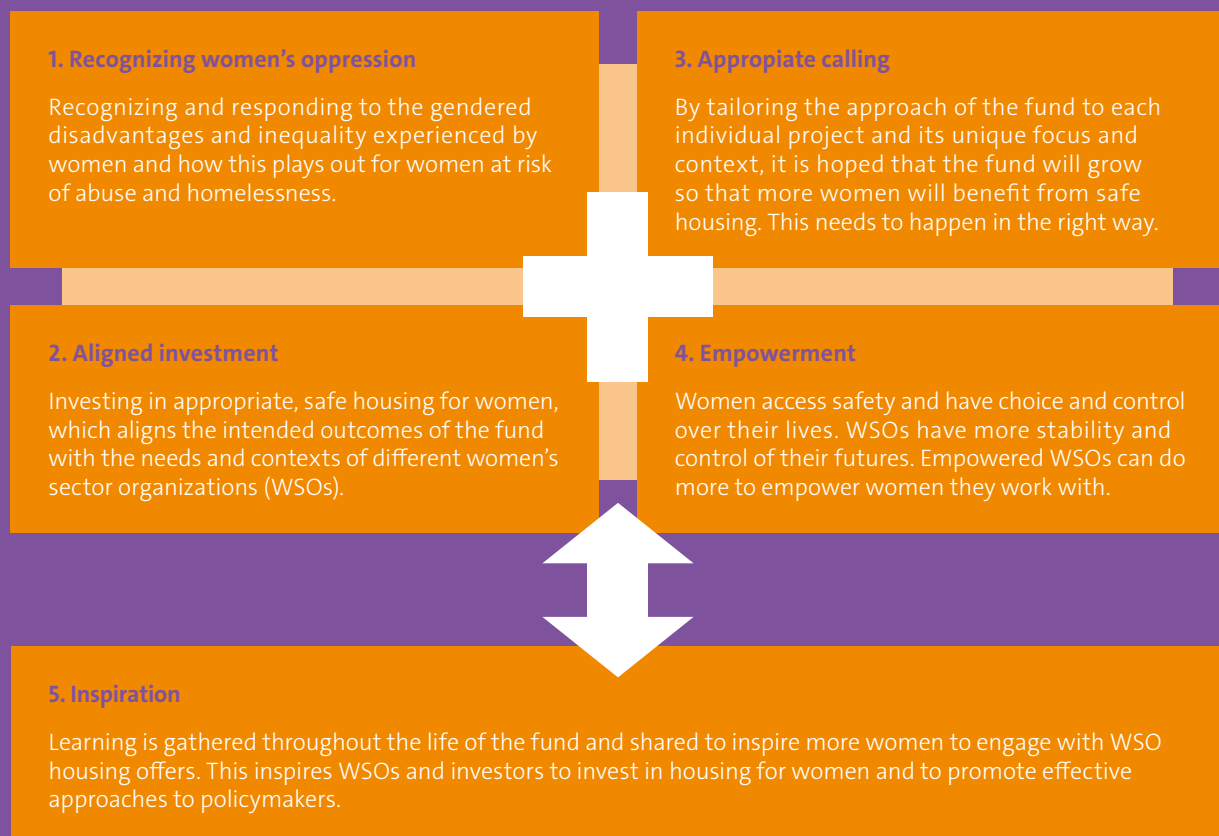 1. Recognizing women's oppression
Recognizing and responding to the gendered
disadvantages and inequality experienced by
women and how this plays out for women at risk
of abuse and homelessness.
2. Aligned investment
Investing in appropriate, safe housing for women,
which aligns the intended outcomes of the fund
with the needs and contexts of different women's
sector organizations (WSOs).
3. Appropiate calling
By tailoring the approach of the fund to each
individual project and its unique focus and
context, it is hoped that the fund will grow
so that more women will benefit from safe
housing. This needs to happen in the right way.
4. Empowerment
Women access safety and have choice and control
over their lives. WSOs have more stability and
control of their futures. Empowered WSOs can do
more to empower women they work with.
5. Inspiration
Learning is gathered throughout the life of the fund and shared to inspire more women to engage with WSO
housing offers. This inspires WSOs and investors to invest in housing for women and to promote effective
approaches to policymakers.